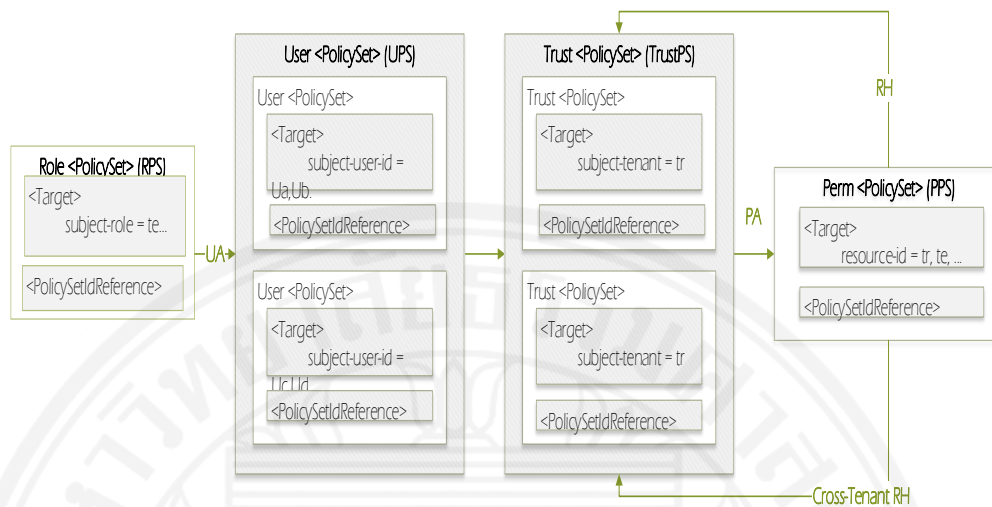 Role <PolicySet> (RPS)
<Target>
subject-role = te...
<PolicySetIdReference>
UA
User <PolicySet> (UPS)
User <PolicySet>
<Target>
subject-user-id =
Ua,Ub.
<PolicySetIdReference>
User <PolicySet>
<Target>
subject-user-id =
Uc,Ud
<PolicySetIdReference>
Trust <PolicySet> (TrustPS)
Trust <PolicySet>
<Target>
subject-tenant = tr
<PolicySetIdReference>
Trust <PolicySet>
<Target>
subject-tenant = tr
<PolicySetIdReference>
RH
PA
Perm <PolicySet> (PPS)
<Target>
resource-id = tr, te, ...
<PolicySetIdReference>
Cross-Tenant RH